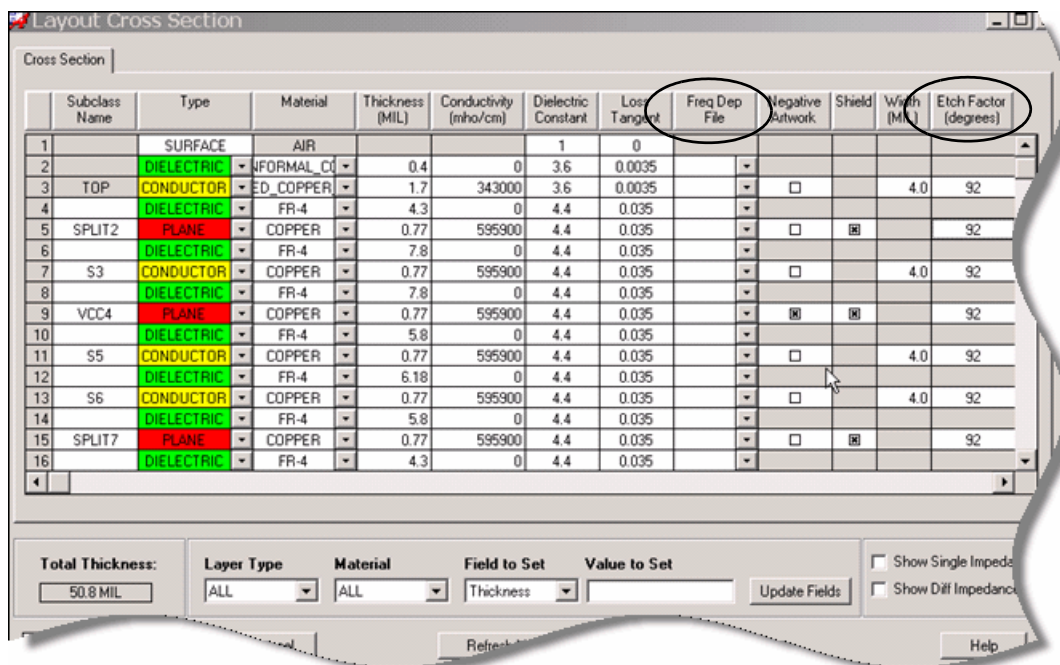 Layout Cross Section
Cross Section
Subclass Name Type Material Thickness (MIL) Conductivity (mho/cm) Dielectric Constant Loss Tangent Freq Dep File Negative Artwork Shield Width (MIL) Etch Factor (degrees)
1 SURFACE AIR 1 0
2 DIELECTRIC 0.4 0 3.6 0.0035
3 TOP CONDUCTOR ED_COPPER_ 1.7 343000 3.6 0.0035 4.0 92
4 DIELECTRIC FR-4 4.3 0 4.4 0.035
5 SPLIT2 PLANE COPPER 0.77 595900 4.4 0.035 92
6 DIELECTRIC FR-4 7.8 0 4.4 0.035
7 S3 CONDUCTOR COPPER 0.77 595900 4.4 0.035 4.0 92
8 DIELECTRIC FR-4 7.8 0 4.4 0.035
9 VCC4 PLANE COPPER 0.77 595900 4.4 0.035 92
10 DIELECTRIC FR-4 5.8 0 4.4 0.035
11 S5 CONDUCTOR COPPER 0.77 595900 4.4 0.035 4.0 92
12 DIELECTRIC FR-4 6.18 0 4.4 0.035
13 S6 CONDUCTOR COPPER 0.77 595900 4.4 0.035 4.0 92
14 DIELECTRIC FR-4 5.8 0 4.4 0.035
15 SPLIT7 PLANE COPPER 0.77 595900 4.4 0.035 92
16 DIELECTRIC FR-4 4.3 0 4.4 0.035
Total Thickness: Layer Type Material Field to Set Value to Set
50.8 MIL ALL ALL Thickness Update Fields
Show Single Impeda
Show Diff Impedance
Refresh Help